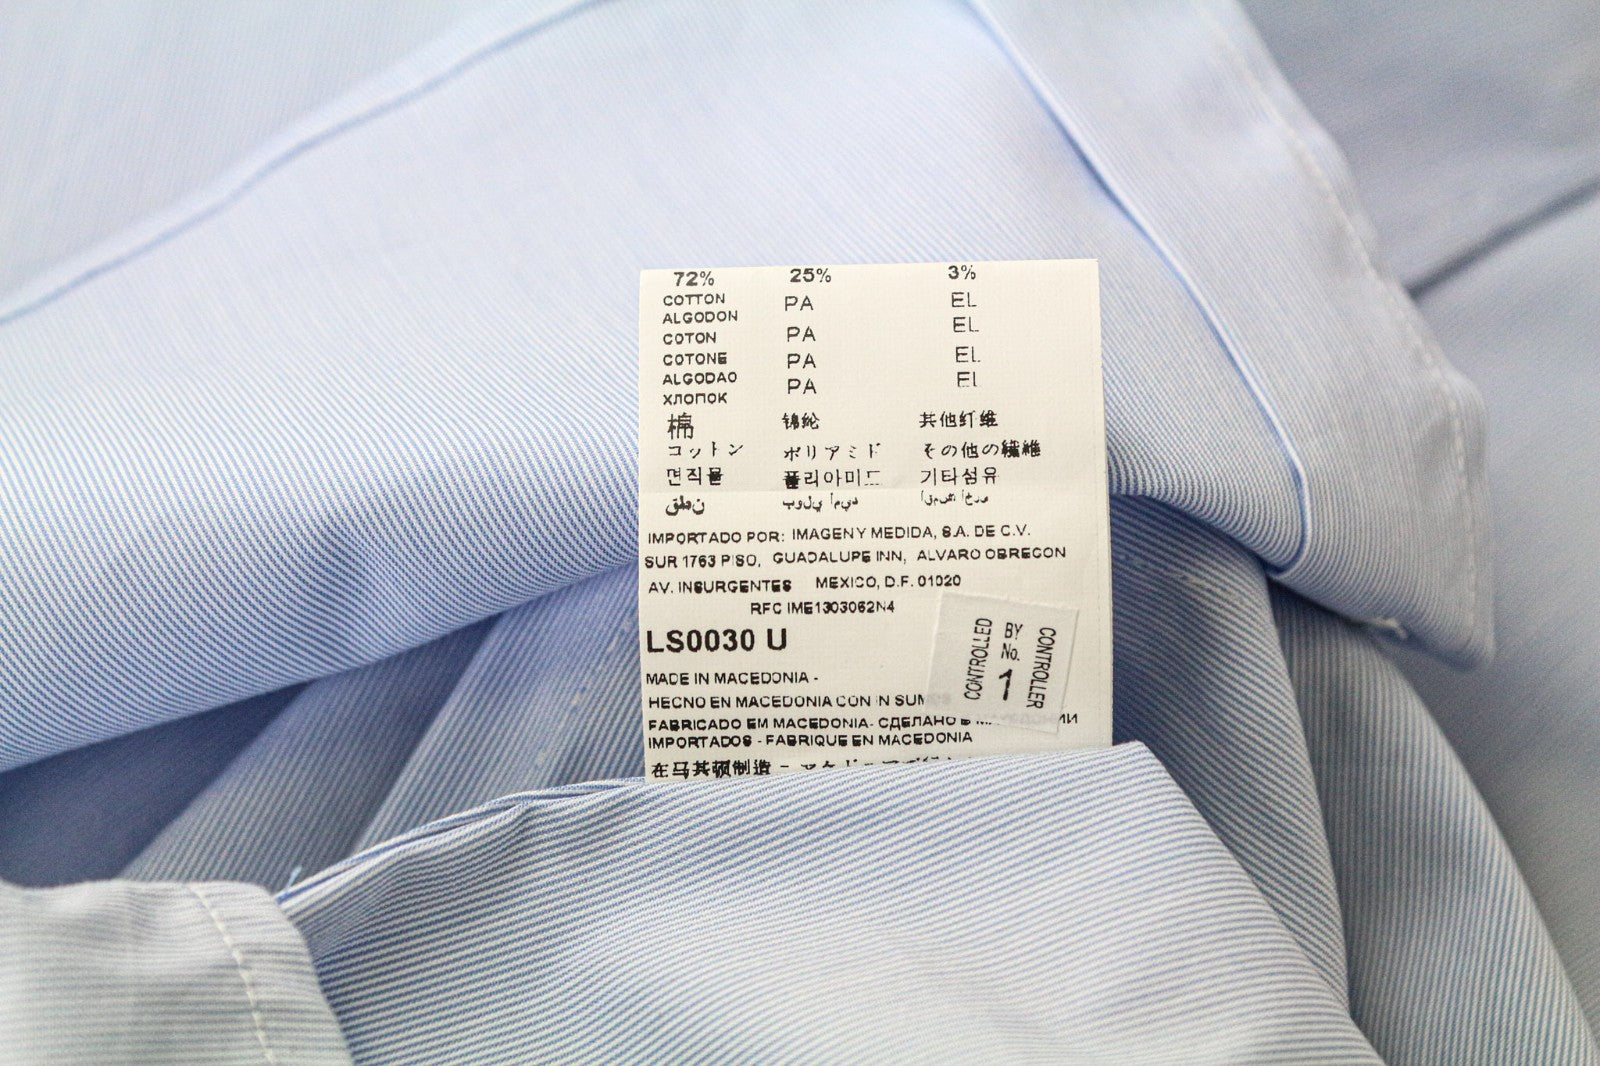 72% 25% 3%
COTTON PA EL
ALGODON
COTON PA EL
COTONE PA EL
ALGODAO PA EL
ХЛОПОК
棉 锦纶 其他纤维
コットン ポリアミド その他の繊維
면직물 폴리아미드 기타섬유
قطن بولي أميد
IMPORTADO POR: IMAGEN Y MEDIDA, S.A. DE C.V.
SUR 1763 PISO, GUADALUPE INN, ALVARO OBREGON
AV. INSURGENTES MEXICO, D.F. 01020
RFC IME1303062N4
LS0030 U
MADE IN MACEDONIA -
HECNO EN MACEDONIA CON IN SUM
FABRICADO EM MACEDONIA - СДЕЛАНО В
IMPORTADOS - FABRIQUE EN MACEDONIA
在马其顿制造 -
CONTROLLED
BY
No.
1
CONTROLLER